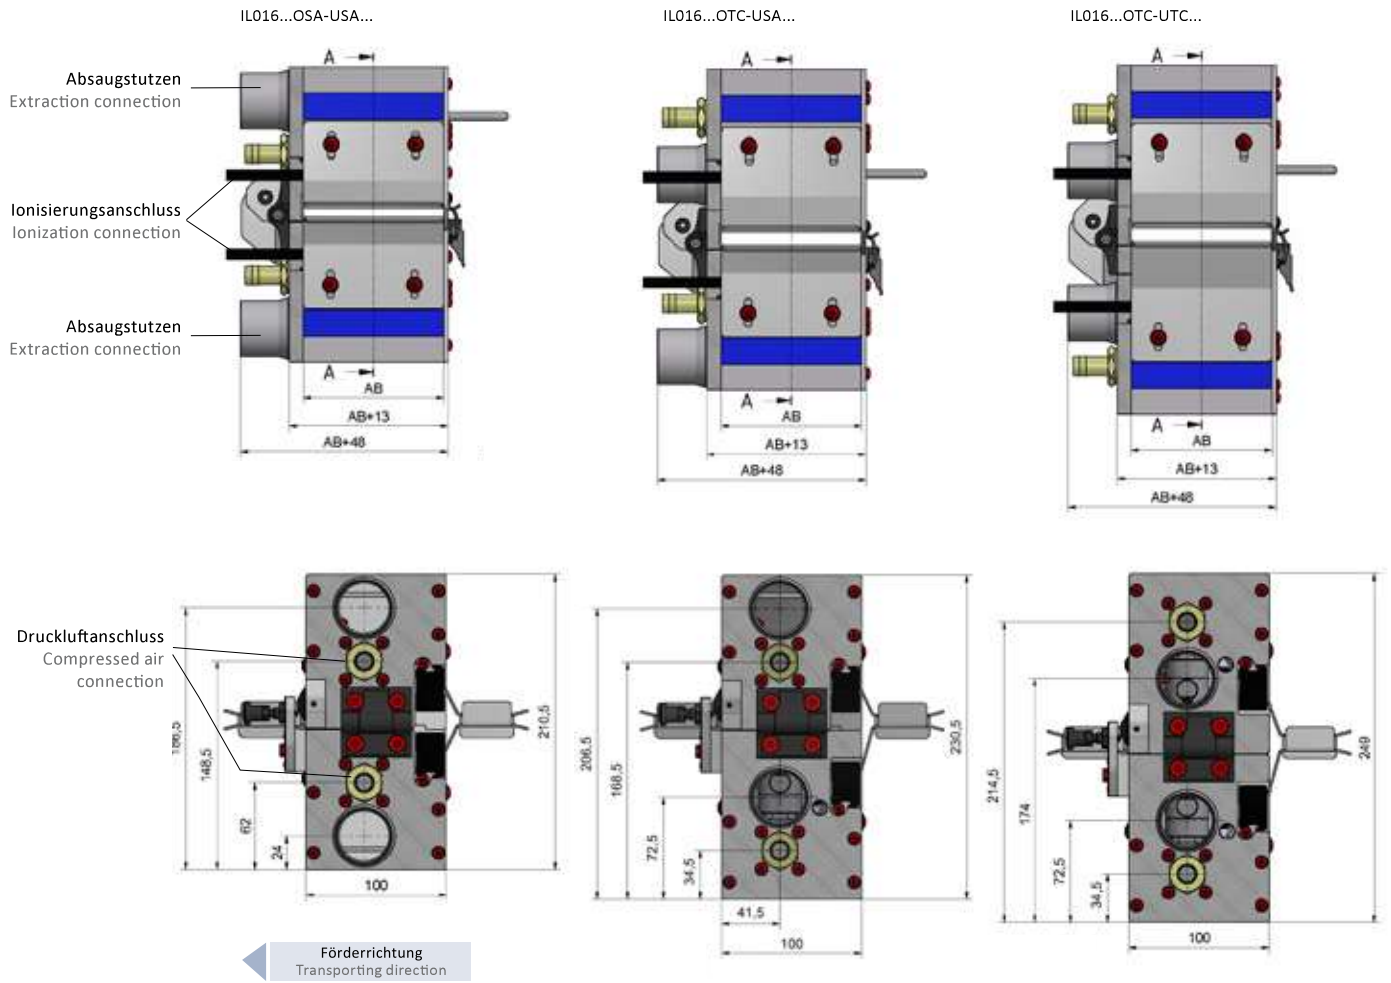 IL016...OSA-USA...
IL016...OTC-USA...
IL016...OTC-UTC...
A
A
A
Absaugstutzen
Extraction connection
Ionisierungsanschluss
Ionization connection
Absaugstutzen
Extraction connection
A
AB
AB+13
AB+48
A
AB
AB+13
AB+48
A
AB
AB+13
AB+48
Druckluftanschluss
Compressed air
connection
148,5
62
24
210,5
100
206,5
168,5
72,5
34,5
230,5
41,5
100
214,5
174
72,5
34,5
249
100
Förderrichtung
Transporting direction